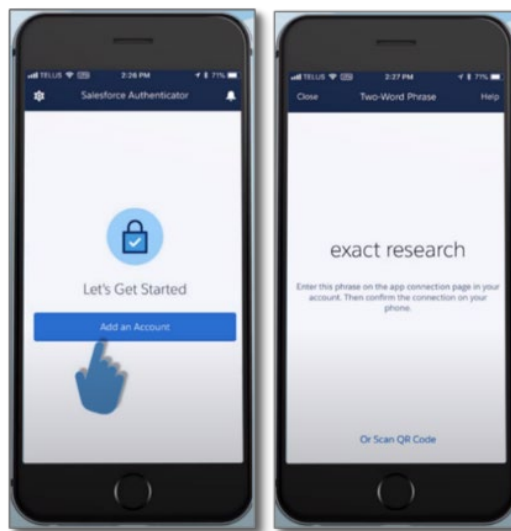 TELUS VPN 2:26 PM 71%
Salesforce Authenticator
Let's Get Started
Add an Account
TELUS VPN 2:27 PM 71%
Close Two-Word Phrase Help
exact research
Enter this phrase on the app connection page in your
account. Then confirm the connection on your
phone.
Or Scan QR Code